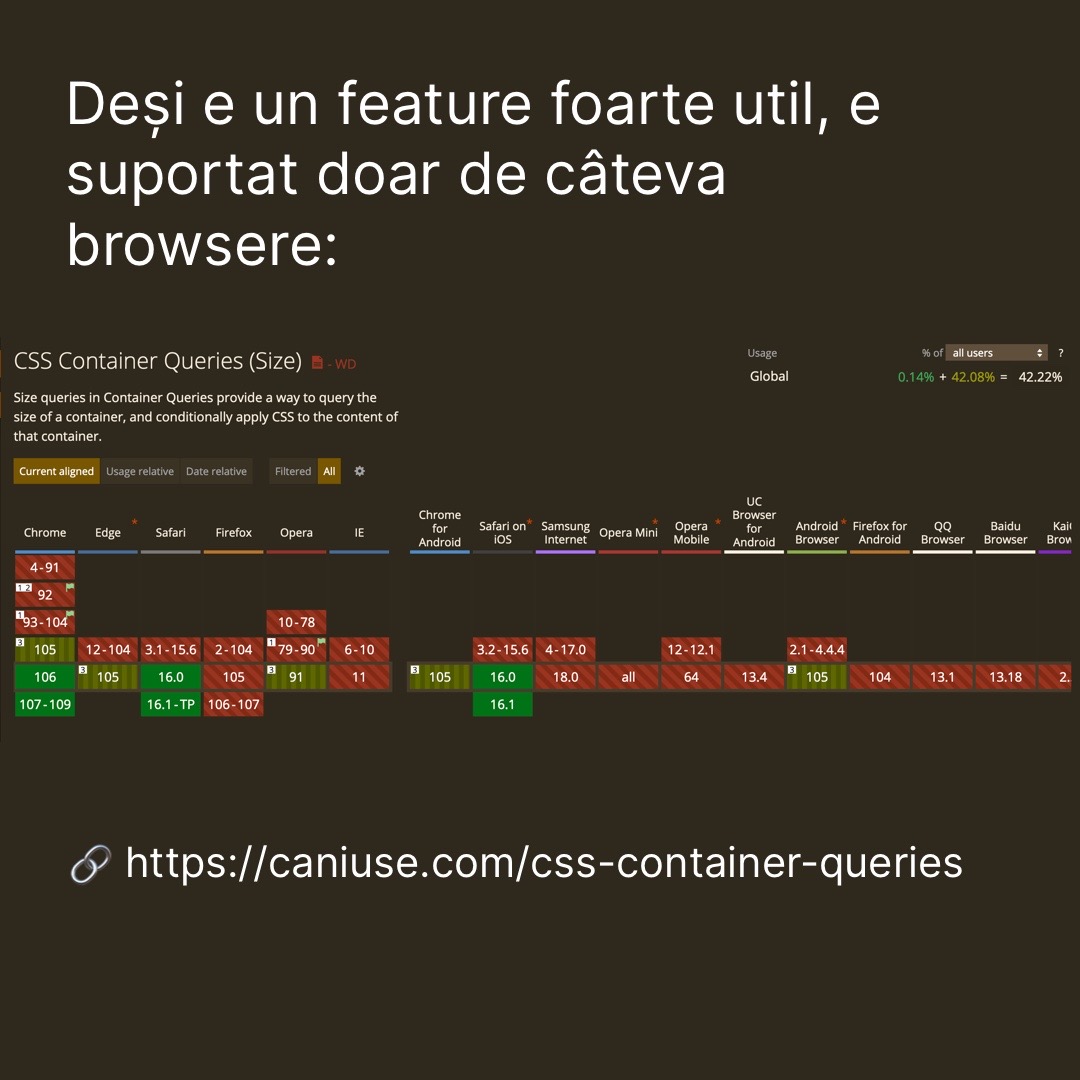 Deși e un feature foarte util, e
suportat doar de câteva
browsere:
CSS Container Queries (Size) - WD
Usage % of all users ?
Global 0.14% + 42.08% = 42.22%
Size queries in Container Queries provide a way to query the
size of a container, and conditionally apply CSS to the content of
that container.
Current aligned Usage relative Date relative Filtered All
Chrome Edge * Safari Firefox Opera IE Chrome for Android Safari on iOS * Samsung Internet Opera Mini * Opera Mobile * UC Browser for Android Android Browser * Firefox for Android QQ Browser Baidu Browser
4-91
1 2 92
1 93-104 10-78
3 105 12-104 3.1-15.6 2-104 1 79-90 6-10 3.2-15.6 4-17.0 12-12.1 2.1-4.4.4
106 3 105 16.0 105 3 91 11 3 105 16.0 18.0 all 64 13.4 3 105 104 13.1 13.18 2.
107-109 16.1-TP 106-107 16.1
https://caniuse.com/css-container-queries